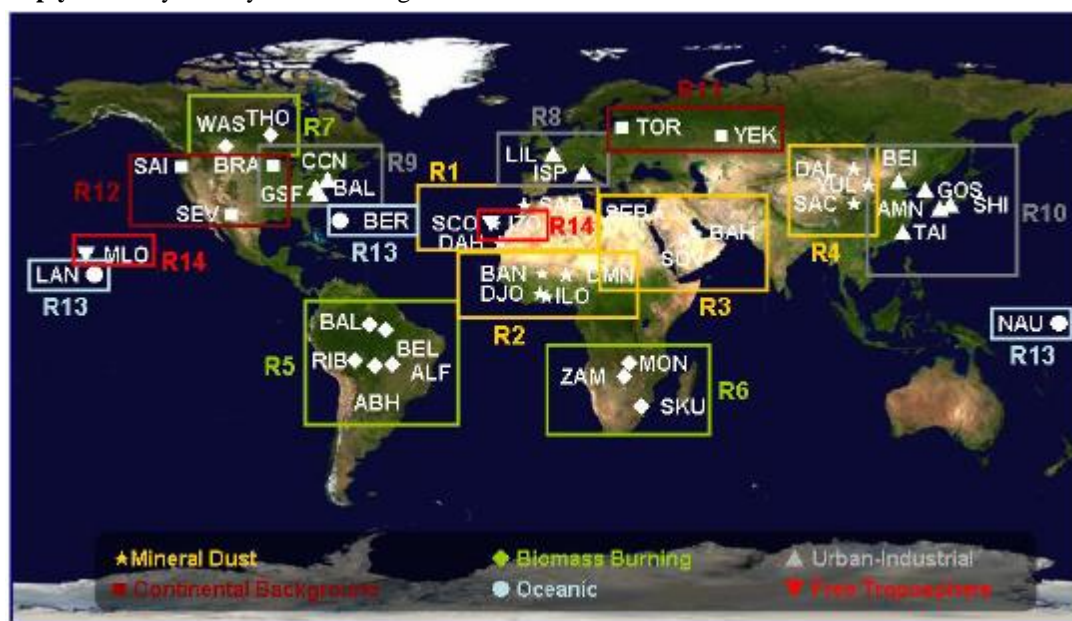 WAS THO
R7
R8
R11
TOR
YEK
SAI
BRA
CCN
R9
LIL
ISP
DAL
BEI
R12
GSF
BAL
R1
YUL
GOS
SEV
BER
SCO
IZO
R14
SAC
AMN
SHI
R10
R13
DAH
BAH
SOV
TAI
R4
MLO
R14
LAN
R13
BAN
DMN
DJO
ILO
R3
R2
BAL
BEL
RIB
ALF
R5
ABH
ZAM
MON
R6
SKU
NAU
R13
Mineral Dust
Biomass Burning
Urban-Industrial
Continental Background
Oceanic
Free Troposphere